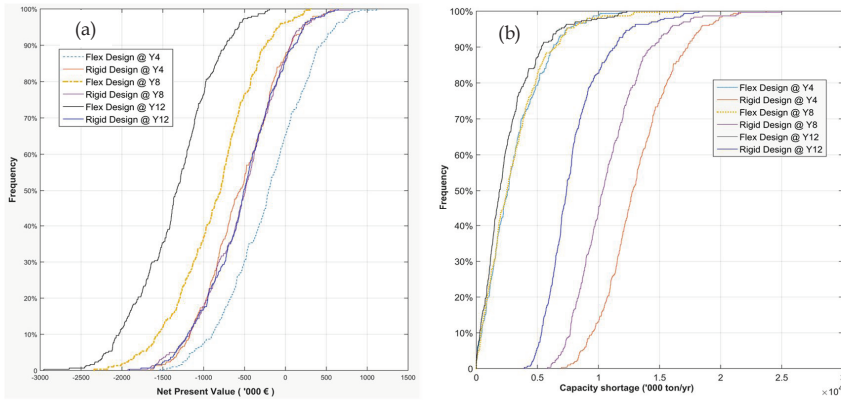 (a)
Flex Design @ Y4
Rigid Design @ Y4
Flex Design @ Y8
Rigid Design @ Y8
Flex Design @ Y12
Rigid Design @ Y12
Frequency
100%
90%
80%
70%
60%
50%
40%
30%
20%
10%
0
-3000 -2500 -2000 -1500 -1000 -500 0 500 1000 1500
Net Present Value ( '000 € )
(b)
Flex Design @ Y4
Rigid Design @ Y4
Flex Design @ Y8
Rigid Design @ Y8
Flex Design @ Y12
Rigid Design @ Y12
Frequency
100%
90%
80%
70%
60%
50%
40%
30%
20%
10%
0
0 0.5 1 1.5 2 2.5
Capacity shortage ('000 ton/yr)